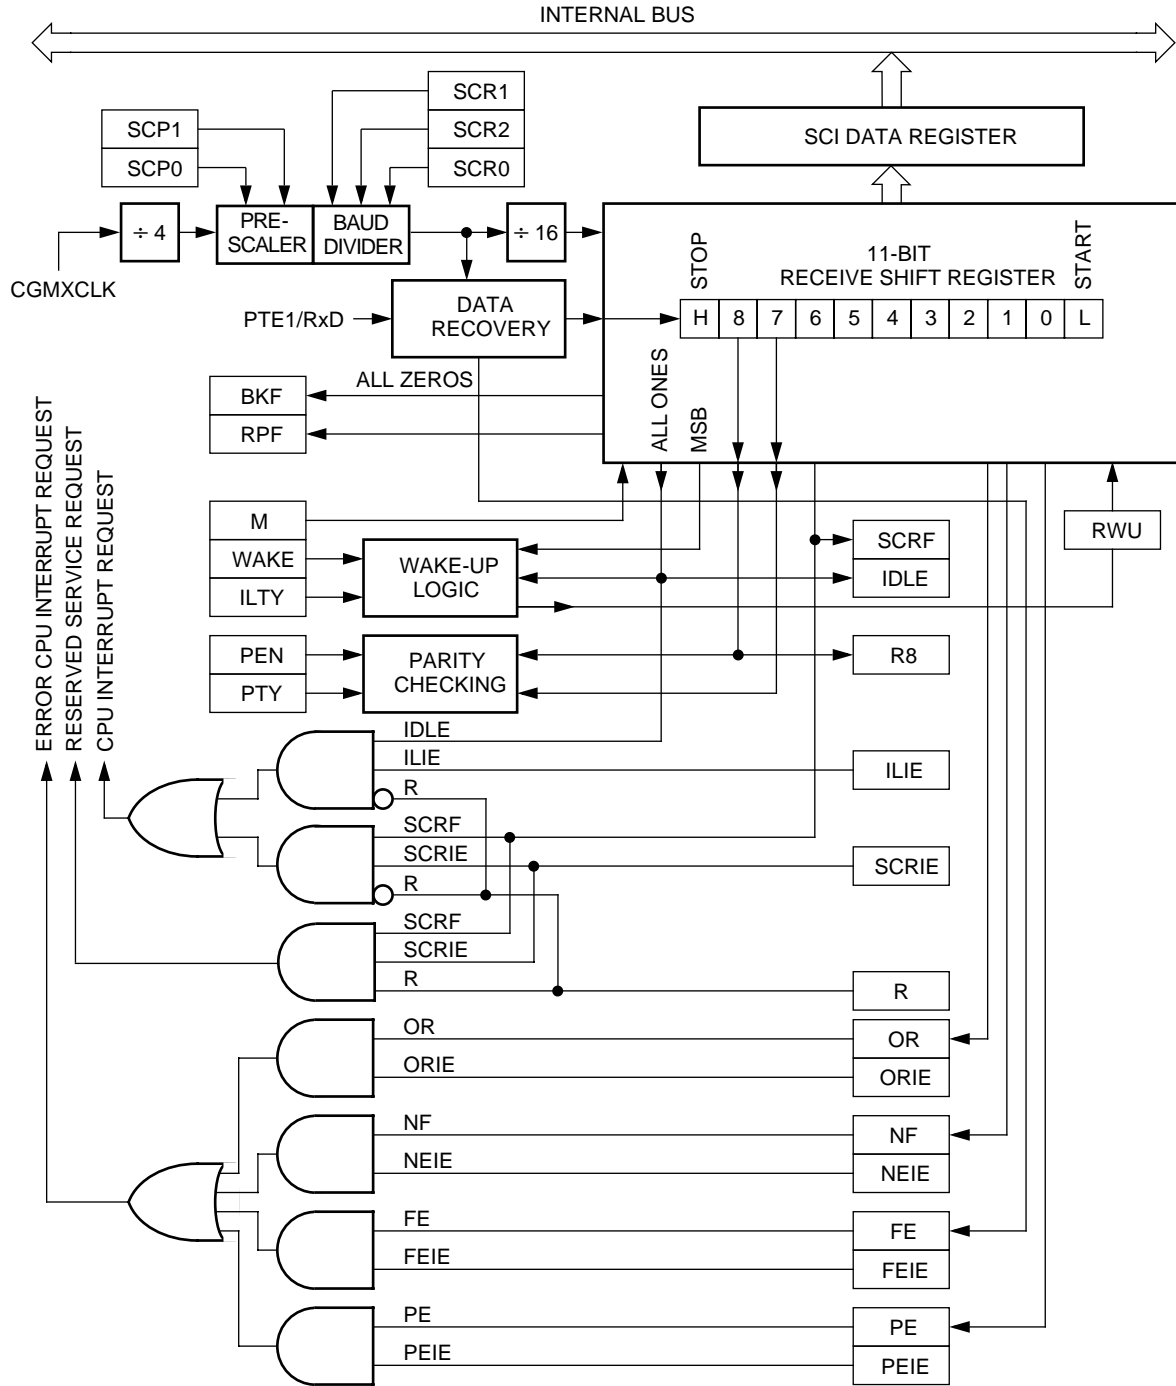 INTERNAL BUS
SCR1
SCP1
SCR2
SCI DATA REGISTER
SCP0
SCR0
÷ 4
PRE-
SCALER
BAUD
DIVIDER
÷ 16
CGMXCLK
STOP
11-BIT
RECEIVE SHIFT REGISTER
START
PTE1/RxD
DATA
RECOVERY
H 8 7 6 5 4 3 2 1 0 L
ALL ZEROS
BKF
RPF
ALL ONES
MSB
M
WAKE
ILTY
WAKE-UP
LOGIC
SCRF
IDLE
RWU
PEN
PTY
PARITY
CHECKING
R8
ERROR CPU INTERRUPT REQUEST
RESERVED SERVICE REQUEST
CPU INTERRUPT REQUEST
IDLE
ILIE
ILIE
R
SCRF
SCRIE
SCRIE
R
SCRF
SCRIE
R
R
OR
OR
ORIE
ORIE
NF
NF
NEIE
NEIE
FE
FE
FEIE
FEIE
PE
PE
PEIE
PEIE